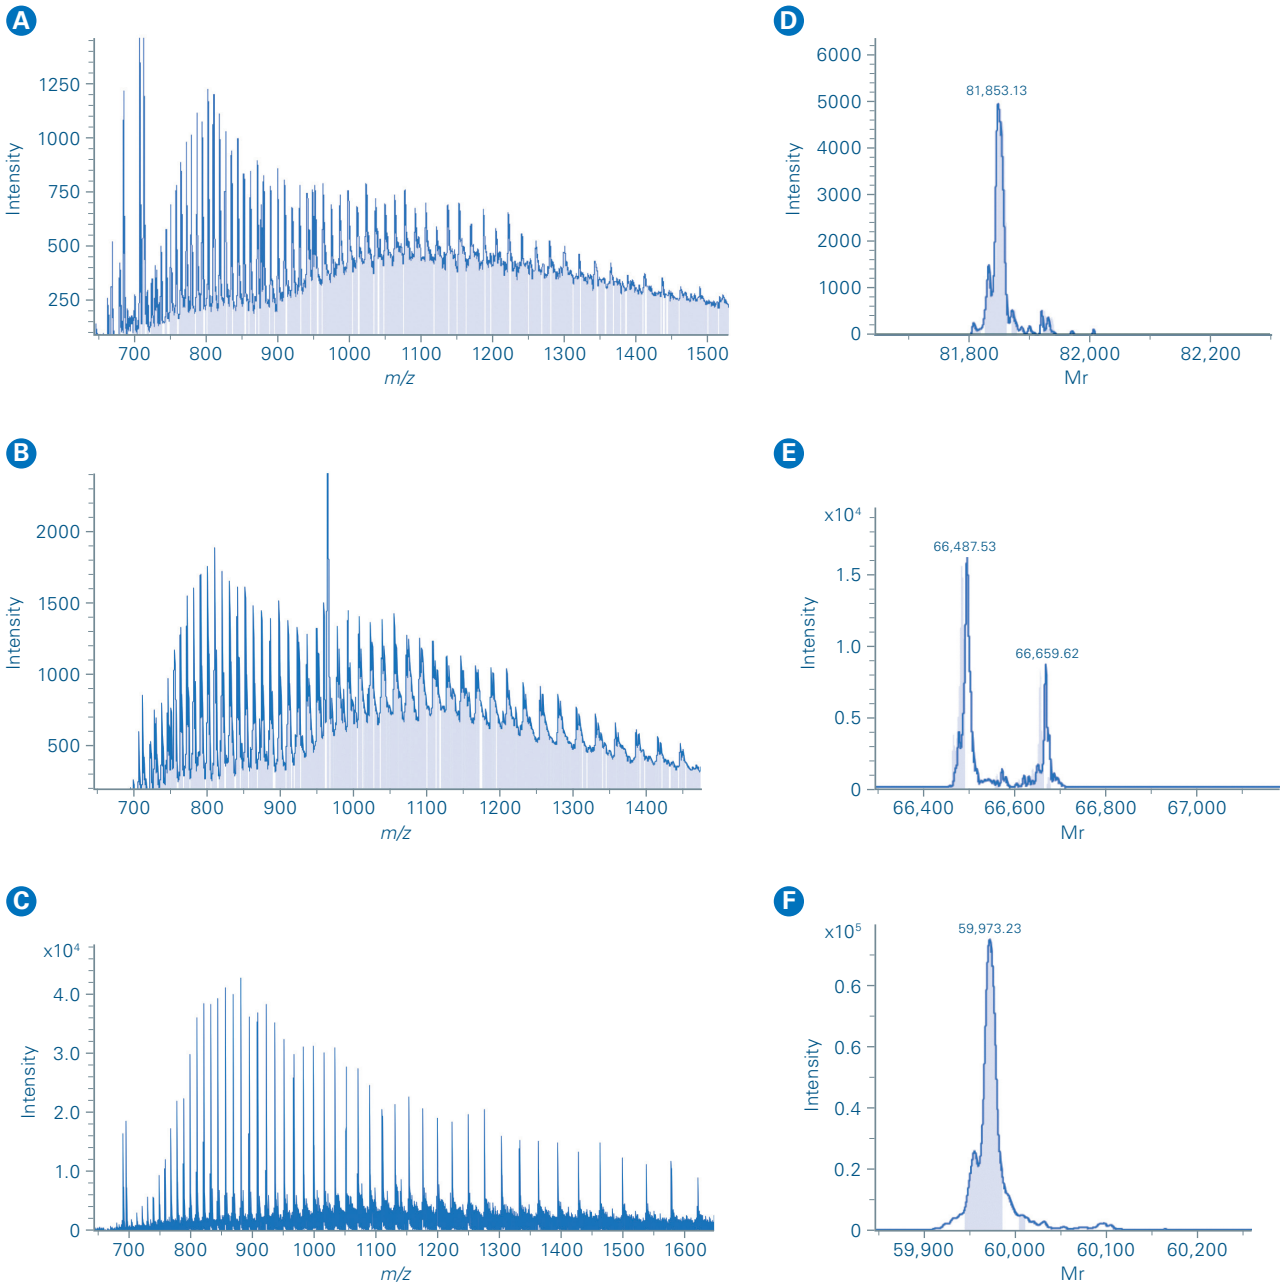 A
Intensity
1250
1000
750
500
250
700 800 900 1000 1100 1200 1300 1400 1500
m/z
D
Intensity
6000
5000
4000
3000
2000
1000
0
81,853.13
81,800 82,000 82,200
Mr
B
Intensity
2000
1500
1000
500
700 800 900 1000 1100 1200 1300 1400
m/z
E
x10⁴
Intensity
1.5
1.0
0.5
0
66,487.53
66,659.62
66,400 66,600 66,800 67,000
Mr
C
x10⁴
Intensity
4.0
3.0
2.0
1.0
0
700 800 900 1000 1100 1200 1300 1400 1500 1600
m/z
F
x10⁵
Intensity
0.6
0.6
0.4
0.2
0
59,973.23
59,900 60,000 60,100 60,200
Mr